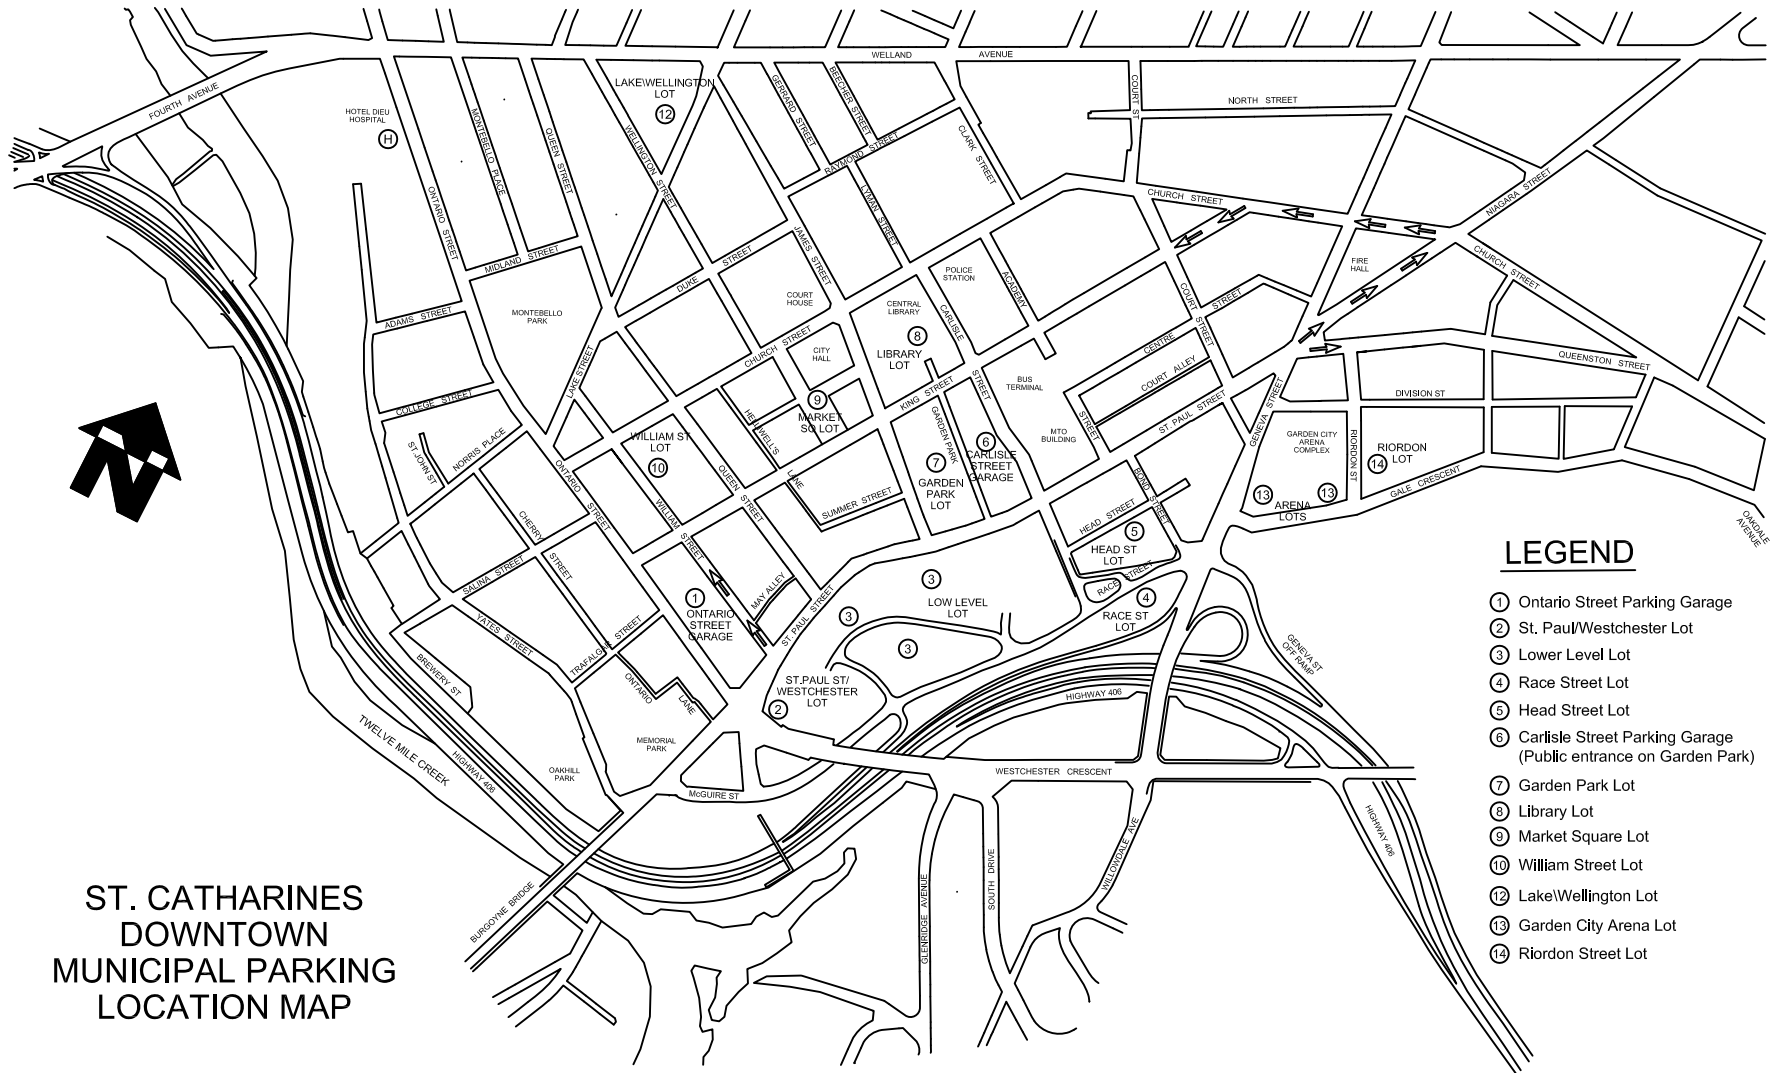 WELLAND AVENUE
FOURTH AVENUE
HOTEL DIEU
HOSPITAL
H
MONTEBELLO PLACE
QUEEN STREET
ONTARIO STREET
LAKE\WELLINGTON
LOT
12
WELLINGTON STREET
GERRARD STREET
BEECHER STREET
RAYMOND STREET
LYMAN STREET
CLARK STREET
COURT ST
NORTH STREET
CHURCH STREET
NIAGARA STREET
CHURCH STREET
MIDLAND STREET
DUKE STREET
JAMES STREET
POLICE
STATION
ACADEMY
FIRE
HALL
ADAMS STREET
MONTEBELLO
PARK
COURT
HOUSE
CENTRAL
LIBRARY
8
LIBRARY
LOT
CARLISLE STREET
COURT STREET
CENTRE STREET
COURT ALLEY
QUEENSTON STREET
CHURCH STREET
CITY
HALL
LAKE STREET
KING STREET
BUS
TERMINAL
STREET
MTO
BUILDING
ST. PAUL STREET
GENEVA STREET
DIVISION ST
COLLEGE STREET
9
MARKET
SQ LOT
HELLIWELL'S LANE
GARDEN PARK
6
CARLISLE
STREET
GARAGE
7
GARDEN
PARK
LOT
GARDEN CITY
ARENA
COMPLEX
RIORDON ST
RIORDON
LOT
14
GALE CRESCENT
13
13
ARENA
LOTS
OAKDALE
AVENUE
N
ST. JOHN ST
NORRIS PLACE
WILLIAM ST
LOT
10
ONTARIO STREET
WILLIAM STREET
QUEEN STREET
SUMMER STREET
BOND STREET
HEAD STREET
5
HEAD ST
LOT
RACE STREET
4
RACE ST
LOT
CHERRY STREET
SALINA STREET
YATES STREET
TRAFALGAR STREET
1
ONTARIO
STREET
GARAGE
MAY ALLEY
ST. PAUL STREET
3
LOW LEVEL
LOT
3
3
ST.PAUL ST/
WESTCHESTER
LOT
2
GENEVA ST
OFF RAMP
HIGHWAY 406
BREWERY ST
ONTARIO LANE
MEMORIAL
PARK
OAKHILL
PARK
TWELVE MILE CREEK
HIGHWAY 406
McGUIRE ST
WESTCHESTER CRESCENT
BURGOYNE BRIDGE
GLENRIDGE AVENUE
SOUTH DRIVE
WILLOWDALE AVE
HIGHWAY 406
ST. CATHARINES
DOWNTOWN
MUNICIPAL PARKING
LOCATION MAP
LEGEND
1 Ontario Street Parking Garage
2 St. Paul/Westchester Lot
3 Lower Level Lot
4 Race Street Lot
5 Head Street Lot
6 Carlisle Street Parking Garage
(Public entrance on Garden Park)
7 Garden Park Lot
8 Library Lot
9 Market Square Lot
10 William Street Lot
12 Lake\Wellington Lot
13 Garden City Arena Lot
14 Riordon Street Lot